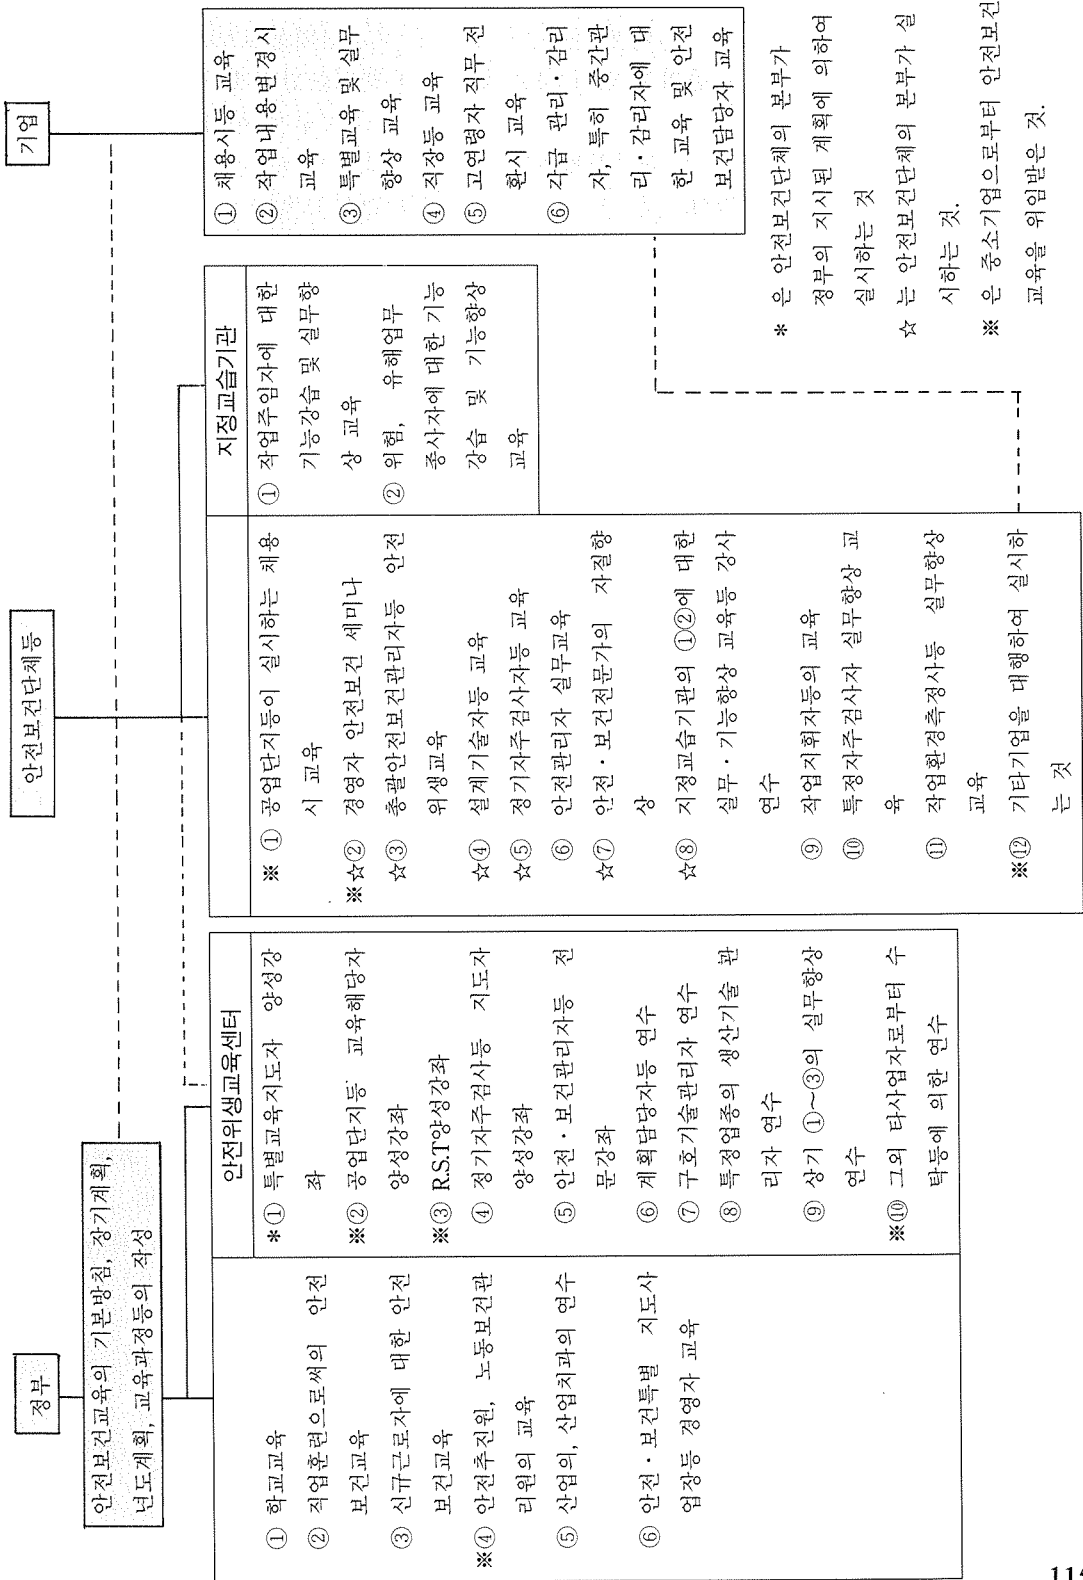 정부
안전보건교육의 기본방침, 장기계획,
년도계획, 교육과정등의 작성
① 학교교육
② 직업훈련으로써의 안전
보건교육
③ 신규근로자에 대한 안전
보건교육
※④ 안전추진원, 노동보건관
리원의 교육
⑤ 산업의, 산업치과의 연수
⑥ 안전·보건특별 지도사
업장등 경영자 교육
안전위생교육센터
*① 특별교육지도자 양성강
좌
※② 공업단지등 교육해당자
양성강좌
※③ R.S.T양성강좌
④ 정기자주검사등 지도자
양성강좌
⑤ 안전·보건관리자등 전
문강좌
⑥ 계획담당자등 연수
⑦ 구호기술관리자 연수
⑧ 특정업종의 생산기술 관
리자 연수
⑨ 상기 ①~③의 실무향상
연수
※⑩ 그외 타사업자로부터 수
탁등에 의한 연수
안전보건단체등
※ ① 공업단지등이 실시하는 채용
시 교육
※☆② 경영자 안전보건 세미나
☆③ 총괄안전보건관리자등 안전
위생교육
☆④ 설계기술자등 교육
☆⑤ 정기자주검사자등 교육
⑥ 안전관리자 실무교육
☆⑦ 안전·보건전문가의 자질향
상
☆⑧ 지정교습기관의 ①②에 대한
실무·기능향상 교육등 강사
연수
⑨ 작업지휘자등의 교육
⑩ 특정자주검사자 실무향상 교
육
⑪ 작업환경측정사등 실무향상
교육
※⑫ 기타기업을 대행하여 실시하
는 것
지정교습기관
① 작업주임자에 대한
기능강습 및 실무향
상 교육
② 위험, 유해업무
종사자에 대한 기능
강습 및 기능향상
교육
기업
① 채용시등 교육
② 작업내용변경시
교육
③ 특별교육 및 실무
향상 교육
④ 직장등 교육
⑤ 고연령자 직무 전
환시 교육
⑥ 각급 관리·감리
자, 특히 중간관
리·감리자에 대
한 교육 및 안전
보건담당자 교육
* 은 안전보건단체의 본부가
정부의 지시된 계획에 의하여
실시하는 것
☆ 는 안전보건단체의 본부가 실
시하는 것.
※ 은 중소기업으로부터 안전보건
교육을 위임받은 것.